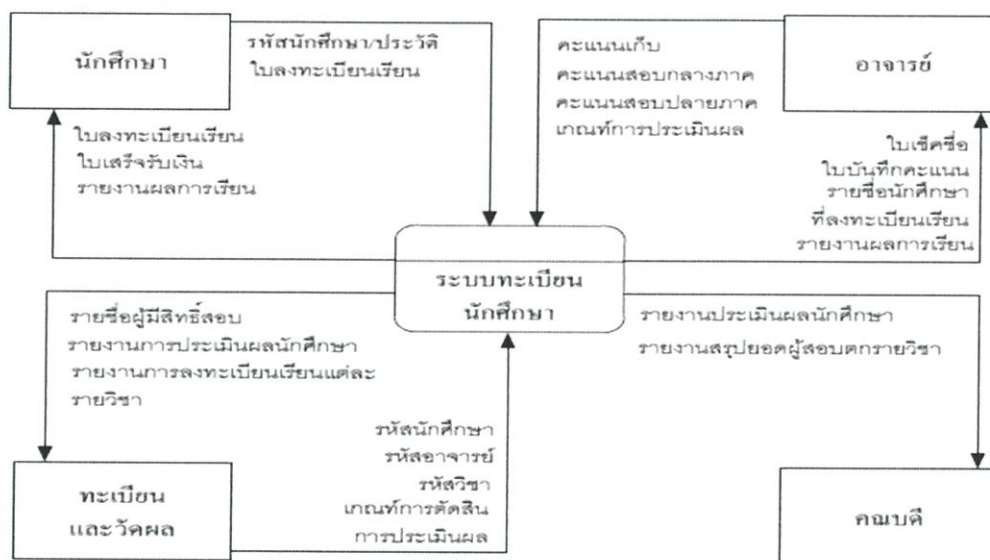 นักศึกษา
รหัสนักศึกษา/ประวัติ
ใบลงทะเบียนเรียน
คะแนนเก็บ
คะแนนสอบกลางภาค
คะแนนสอบปลายภาค
เกณท์การประเมินผล
อาจารย์
ใบลงทะเบียนเรียน
ใบเสร็จรับเงิน
รายงานผลการเรียน
ใบเช็คชื่อ
ใบบันทึกคะแนน
รายชื่อนักศึกษา
ที่ลงทะเบียนเรียน
รายงานผลการเรียน
ระบบทะเบียน
นักศึกษา
รายชื่อผู้มีสิทธิ์สอบ
รายงานการประเมินผลนักศึกษา
รายงานการลงทะเบียนเรียนแต่ละ
รายวิชา
รายงานประเมินผลนักศึกษา
รายงานสรุปยอดผู้สอบตกรายวิชา
รหัสนักศึกษา
รหัสอาจารย์
รหัสวิชา
เกณท์การตัดสิน
การประเมินผล
ทะเบียน
และวัดผล
คณบดี